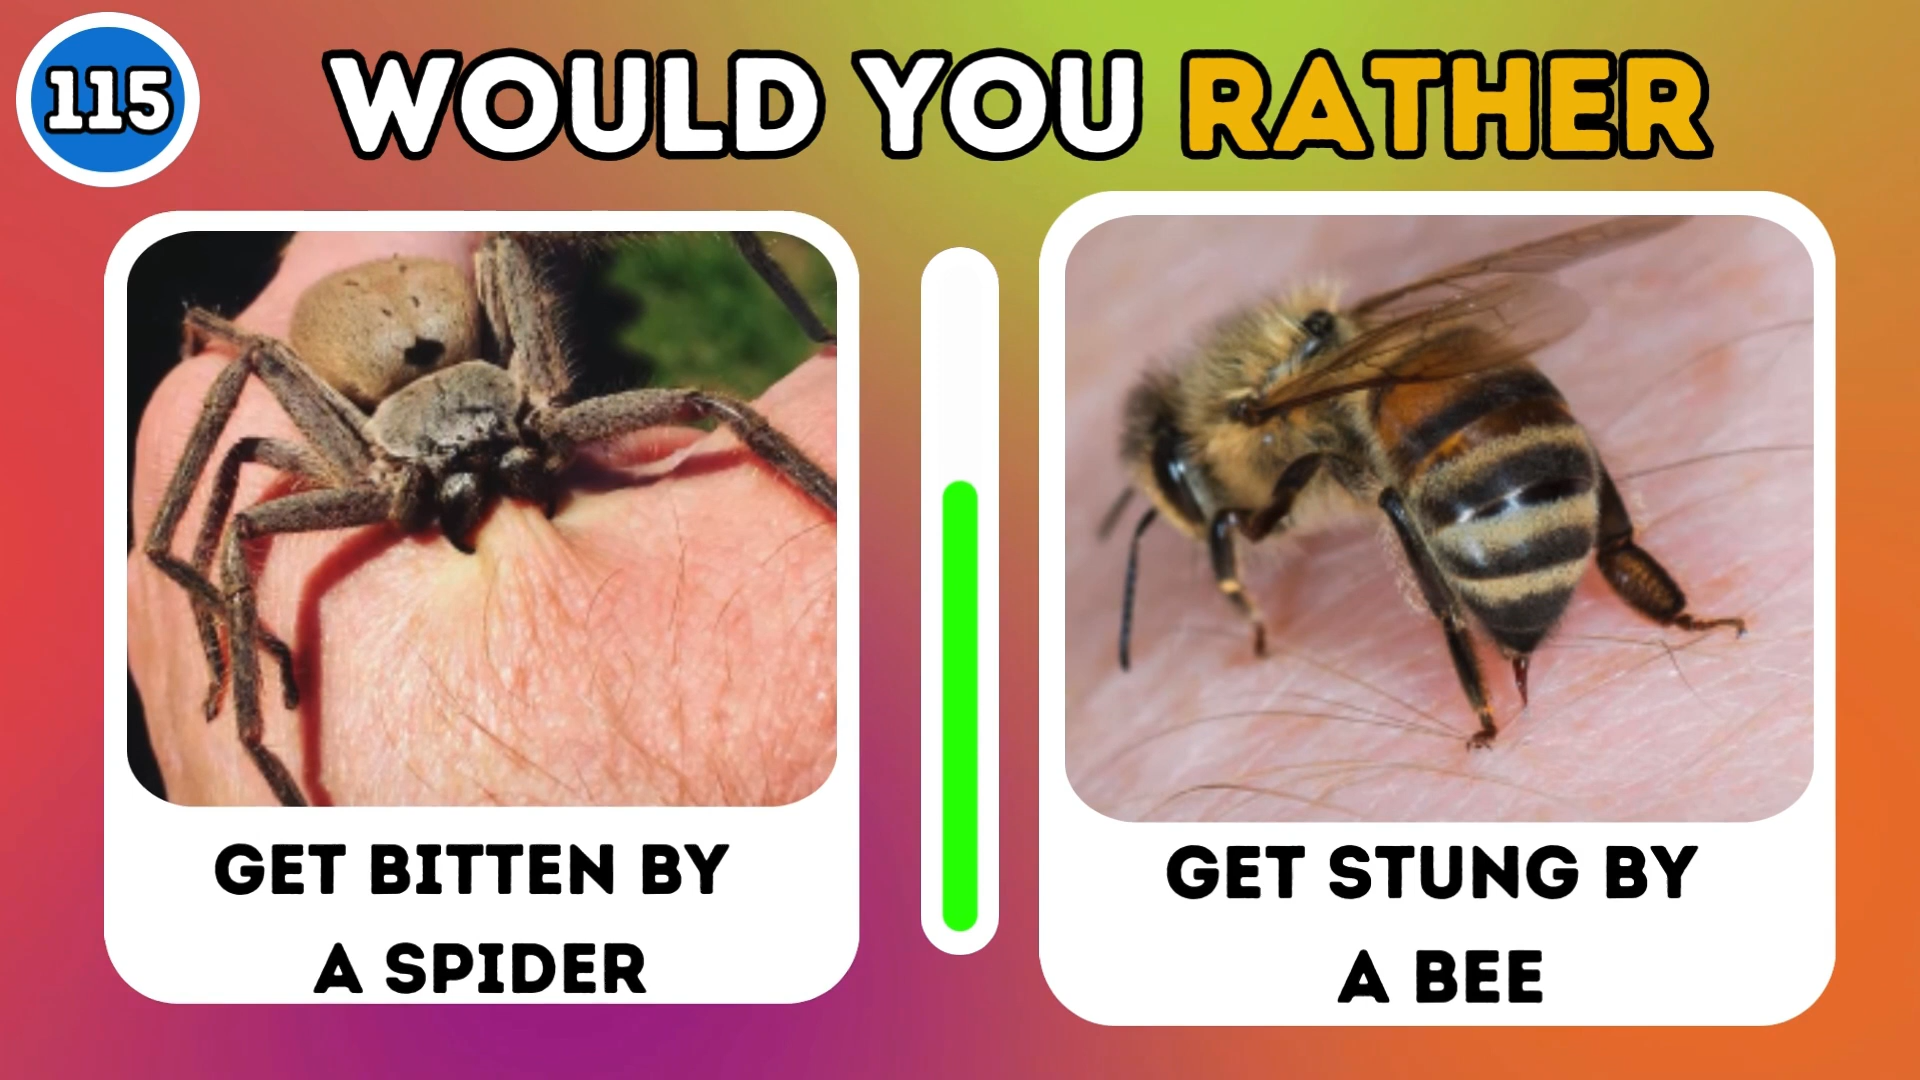 115
WOULD YOU RATHER
GET BITTEN BY
A SPIDER
GET STUNG BY
A BEE